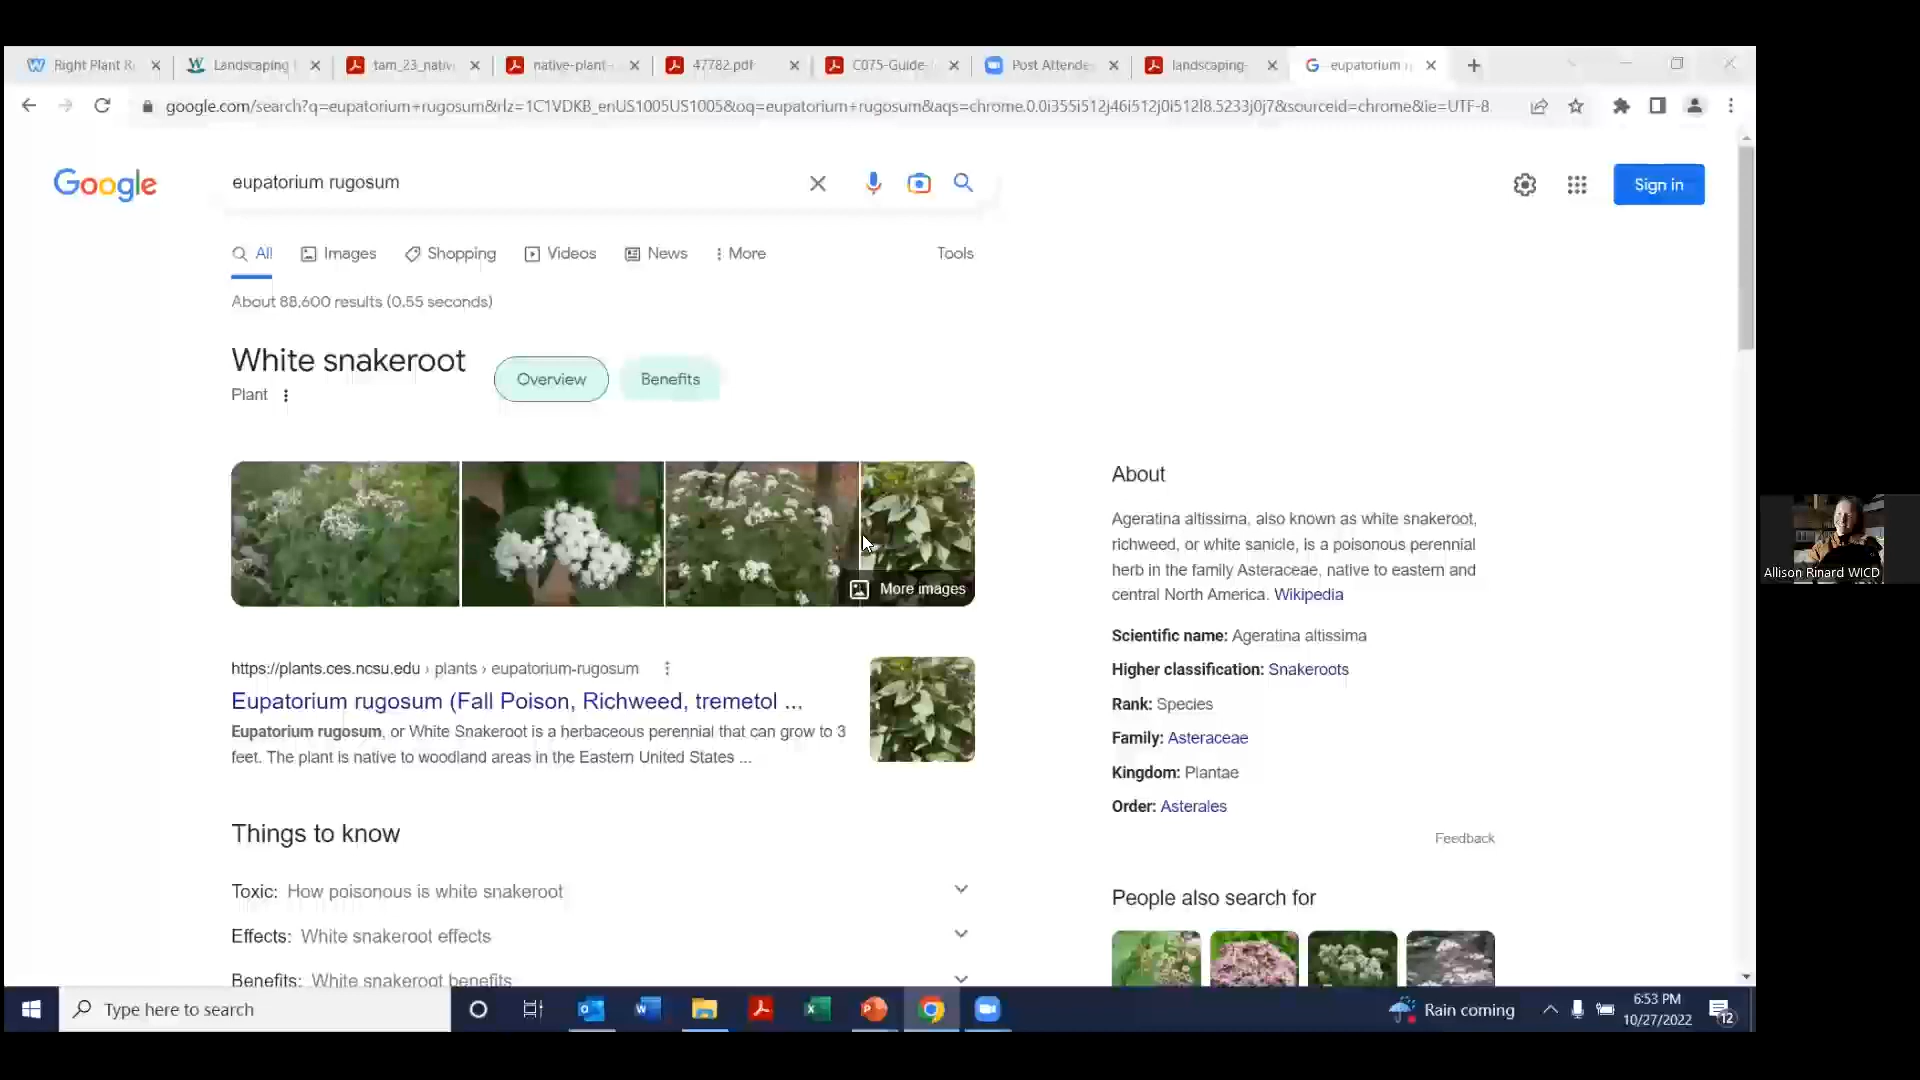 Right Plant R
Landscaping
tam_23_nativ
native-plant-
47782.pdf
C075-Guide-
Post Attende
landscaping-
eupatorium r
google.com/search?q=eupatorium+rugosum&rlz=1C1VDKB_enUS1005US1005&oq=eupatorium+rugosum&aqs=chrome.0.0i355i512j46i512j0i512l8.5233j0j7&sourceid=chrome&ie=UTF-8
Google
eupatorium rugosum
Sign in
All
Images
Shopping
Videos
News
More
Tools
About 88,600 results (0.55 seconds)
White snakeroot
Plant
Overview
Benefits
More images
https://plants.ces.ncsu.edu › plants › eupatorium-rugosum
Eupatorium rugosum (Fall Poison, Richweed, tremetol ...
Eupatorium rugosum, or White Snakeroot is a herbaceous perennial that can grow to 3
feet. The plant is native to woodland areas in the Eastern United States ...
Things to know
Toxic: How poisonous is white snakeroot
Effects: White snakeroot effects
Benefits: White snakeroot benefits
About
Ageratina altissima, also known as white snakeroot,
richweed, or white sanicle, is a poisonous perennial
herb in the family Asteraceae, native to eastern and
central North America. Wikipedia
Scientific name: Ageratina altissima
Higher classification: Snakeroots
Rank: Species
Family: Asteraceae
Kingdom: Plantae
Order: Asterales
Feedback
People also search for
Allison Rinard WICD
Type here to search
Rain coming
6:53 PM
10/27/2022
12